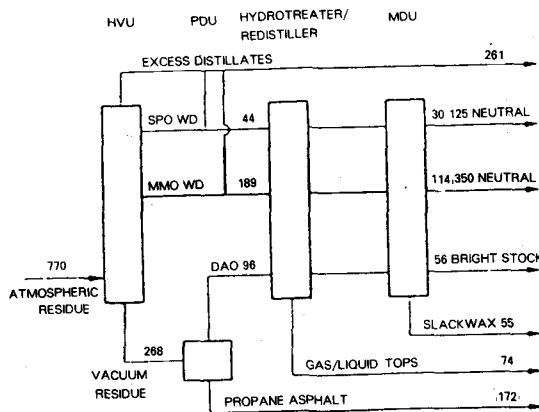 HVU PDU HYDROTREATER/ MDU
REDISTILLER
EXCESS DISTILLATES 261
SPO WD 44 30 125 NEUTRAL
MMO WD 189 114,350 NEUTRAL
770 DAO 96 56 BRIGHT STOCK
ATMOSPHERIC
RESIDUE
268 SLACKWAX 55
VACUUM
RESIDUE
GAS/LIQUID TOPS 74
PROPANE ASPHALT 172